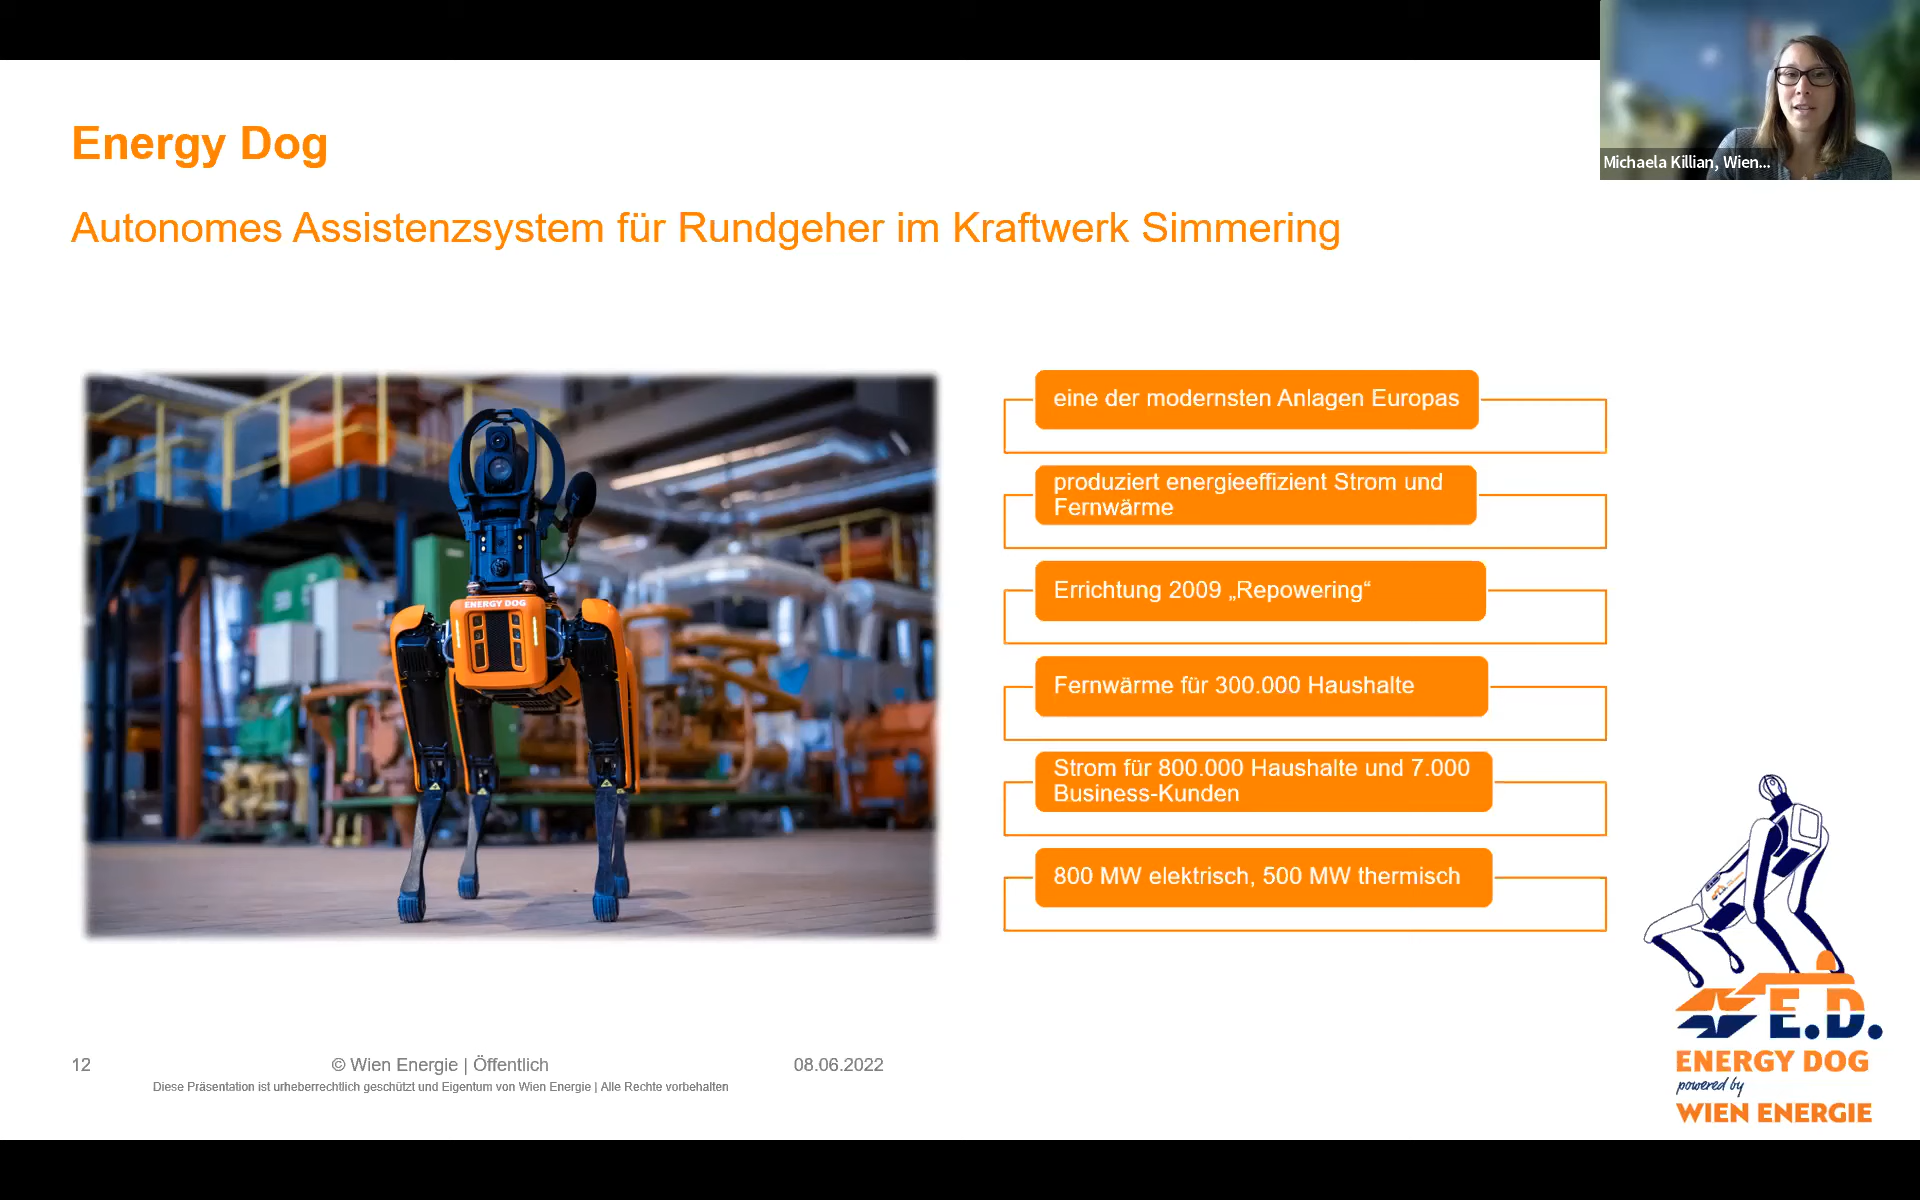 Energy Dog
Michaela Killian, Wien...
Autonomes Assistenzsystem für Rundgeher im Kraftwerk Simmering
ENERGY DOG
eine der modernsten Anlagen Europas
produziert energieeffizient Strom und
Fernwärme
Errichtung 2009 „Repowering“
Fernwärme für 300.000 Haushalte
Strom für 800.000 Haushalte und 7.000
Business-Kunden
800 MW elektrisch, 500 MW thermisch
E.D.
ENERGY DOG
powered by
WIEN ENERGIE
12
© Wien Energie | Öffentlich
08.06.2022
Diese Präsentation ist urheberrechtlich geschützt und Eigentum von Wien Energie | Alle Rechte vorbehalten